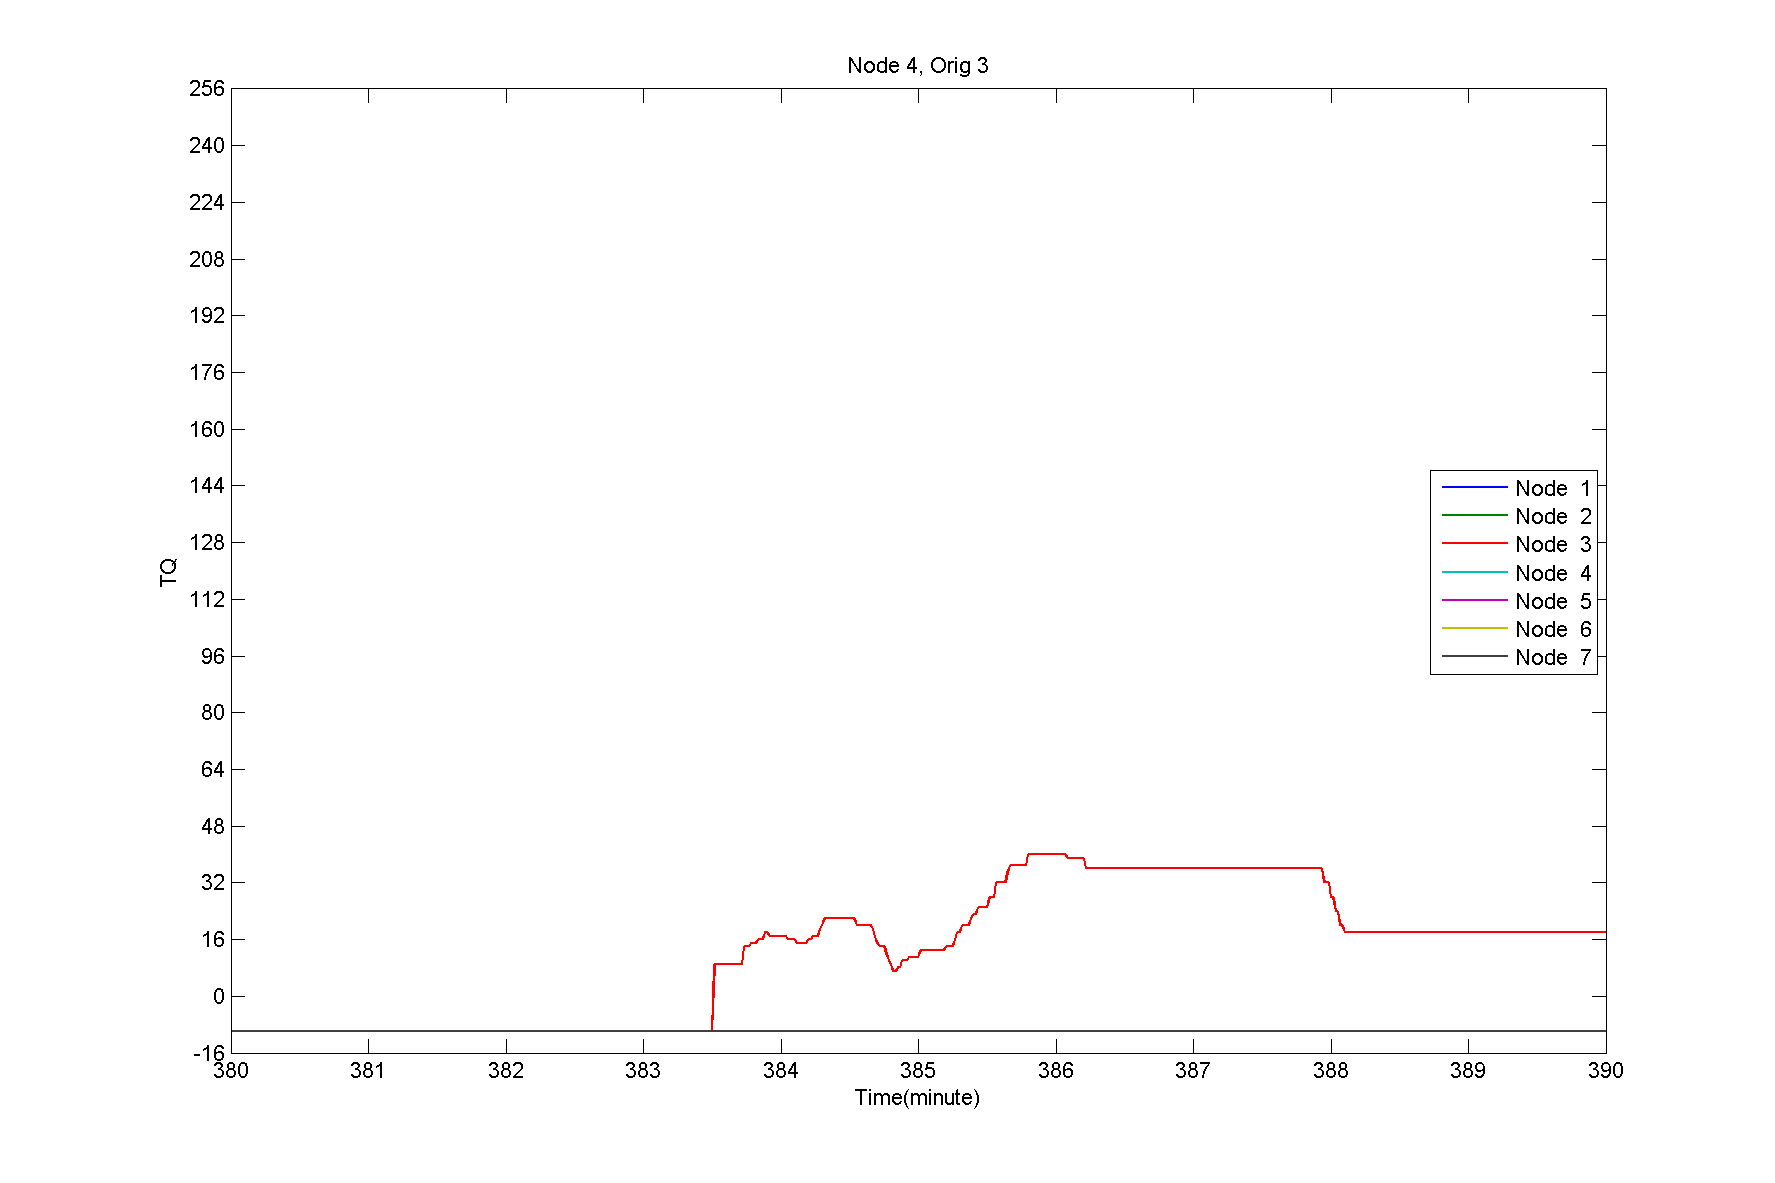 Node 4, Orig 3
256
240
224
208
192
176
160
144
128
112
96
80
64
48
32
16
0
-16
TQ
Node 1
Node 2
Node 3
Node 4
Node 5
Node 6
Node 7
380 381 382 383 384 385 386 387 388 389 390
Time(minute)